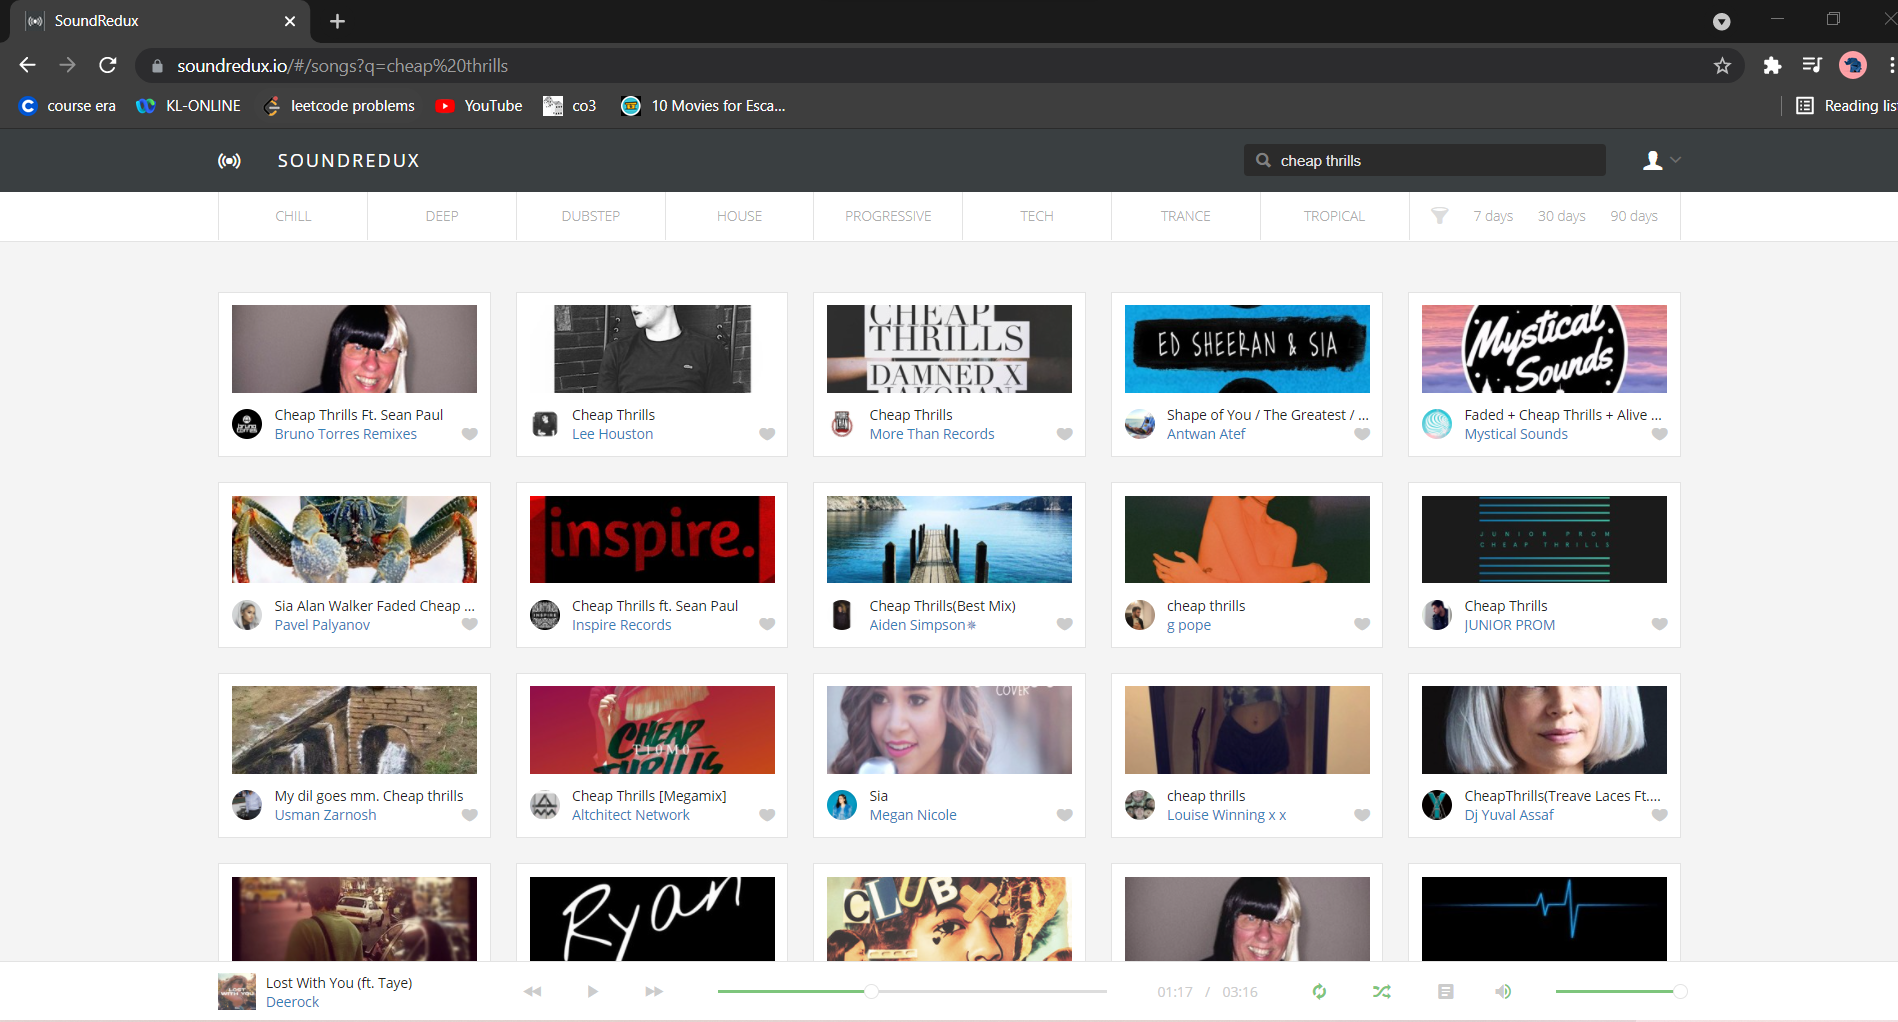 SoundRedux
soundredux.io/#/songs?q=cheap%20thrills
course era
KL-ONLINE
leetcode problems
YouTube
co3
10 Movies for Esca...
Reading lis
SOUNDREDUX
cheap thrills
CHILL
DEEP
DUBSTEP
HOUSE
PROGRESSIVE
TECH
TRANCE
TROPICAL
7 days
30 days
90 days
Cheap Thrills Ft. Sean Paul
Bruno Torres Remixes
Cheap Thrills
Lee Houston
CHEAP
THRILLS
DAMNED X
JAKOBAN
Cheap Thrills
More Than Records
ED SHEERAN & SIA
Shape of You / The Greatest / ...
Antwan Atef
Mystical
Sounds
Faded + Cheap Thrills + Alive ...
Mystical Sounds
Sia Alan Walker Faded Cheap ...
Pavel Palyanov
inspire.
Cheap Thrills ft. Sean Paul
Inspire Records
Cheap Thrills(Best Mix)
Aiden Simpson✵
cheap thrills
g pope
JUNIOR PROM
CHEAP THRILLS
Cheap Thrills
JUNIOR PROM
My dil goes mm. Cheap thrills
Usman Zarnosh
CHEAP
T10M0
THRILLS
Cheap Thrills [Megamix]
Altchitect Network
COVER
Sia
Megan Nicole
cheap thrills
Louise Winning x x
CheapThrills(Treave Laces Ft....
Dj Yuval Assaf
Ryan
CLUBX
LOST
WITH YOU
Lost With You (ft. Taye)
Deerock
01:17 / 03:16